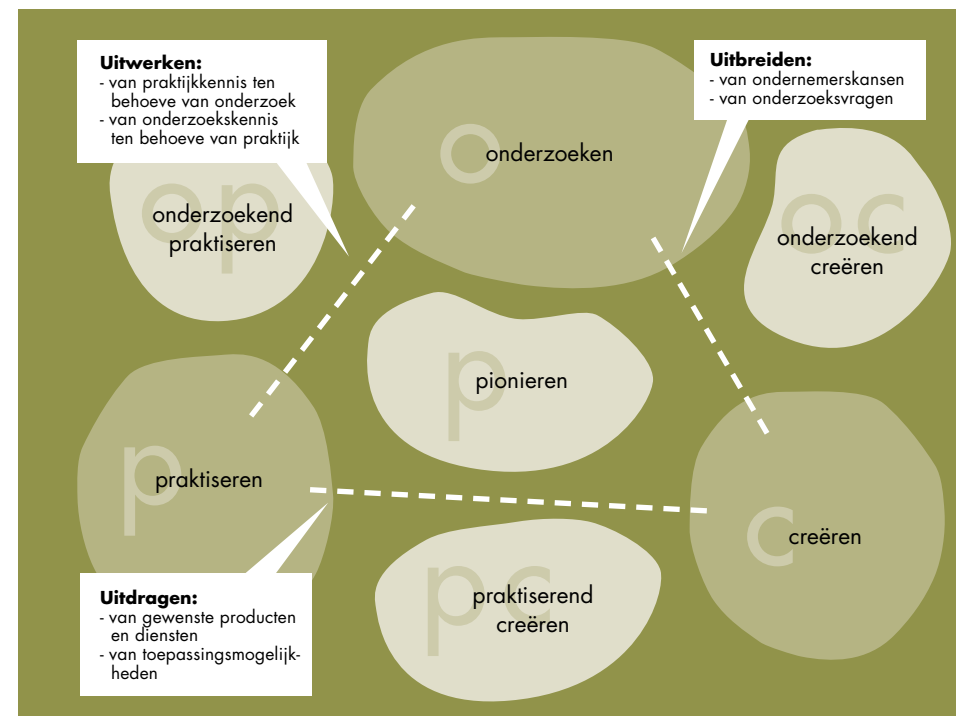 Uitwerken:
- van praktijkkennis ten
behoeve van onderzoek
- van onderzoekskennis
ten behoeve van praktijk
Uitbreiden:
- van ondernemerskansen
- van onderzoeksvragen
o
onderzoeken
op
onderzoekend
praktiseren
oc
onderzoekend
creëren
p
pionieren
p
praktiseren
c
creëren
pc
praktiserend
creëren
Uitdragen:
- van gewenste producten
en diensten
- van toepassingsmogelijk-
heden